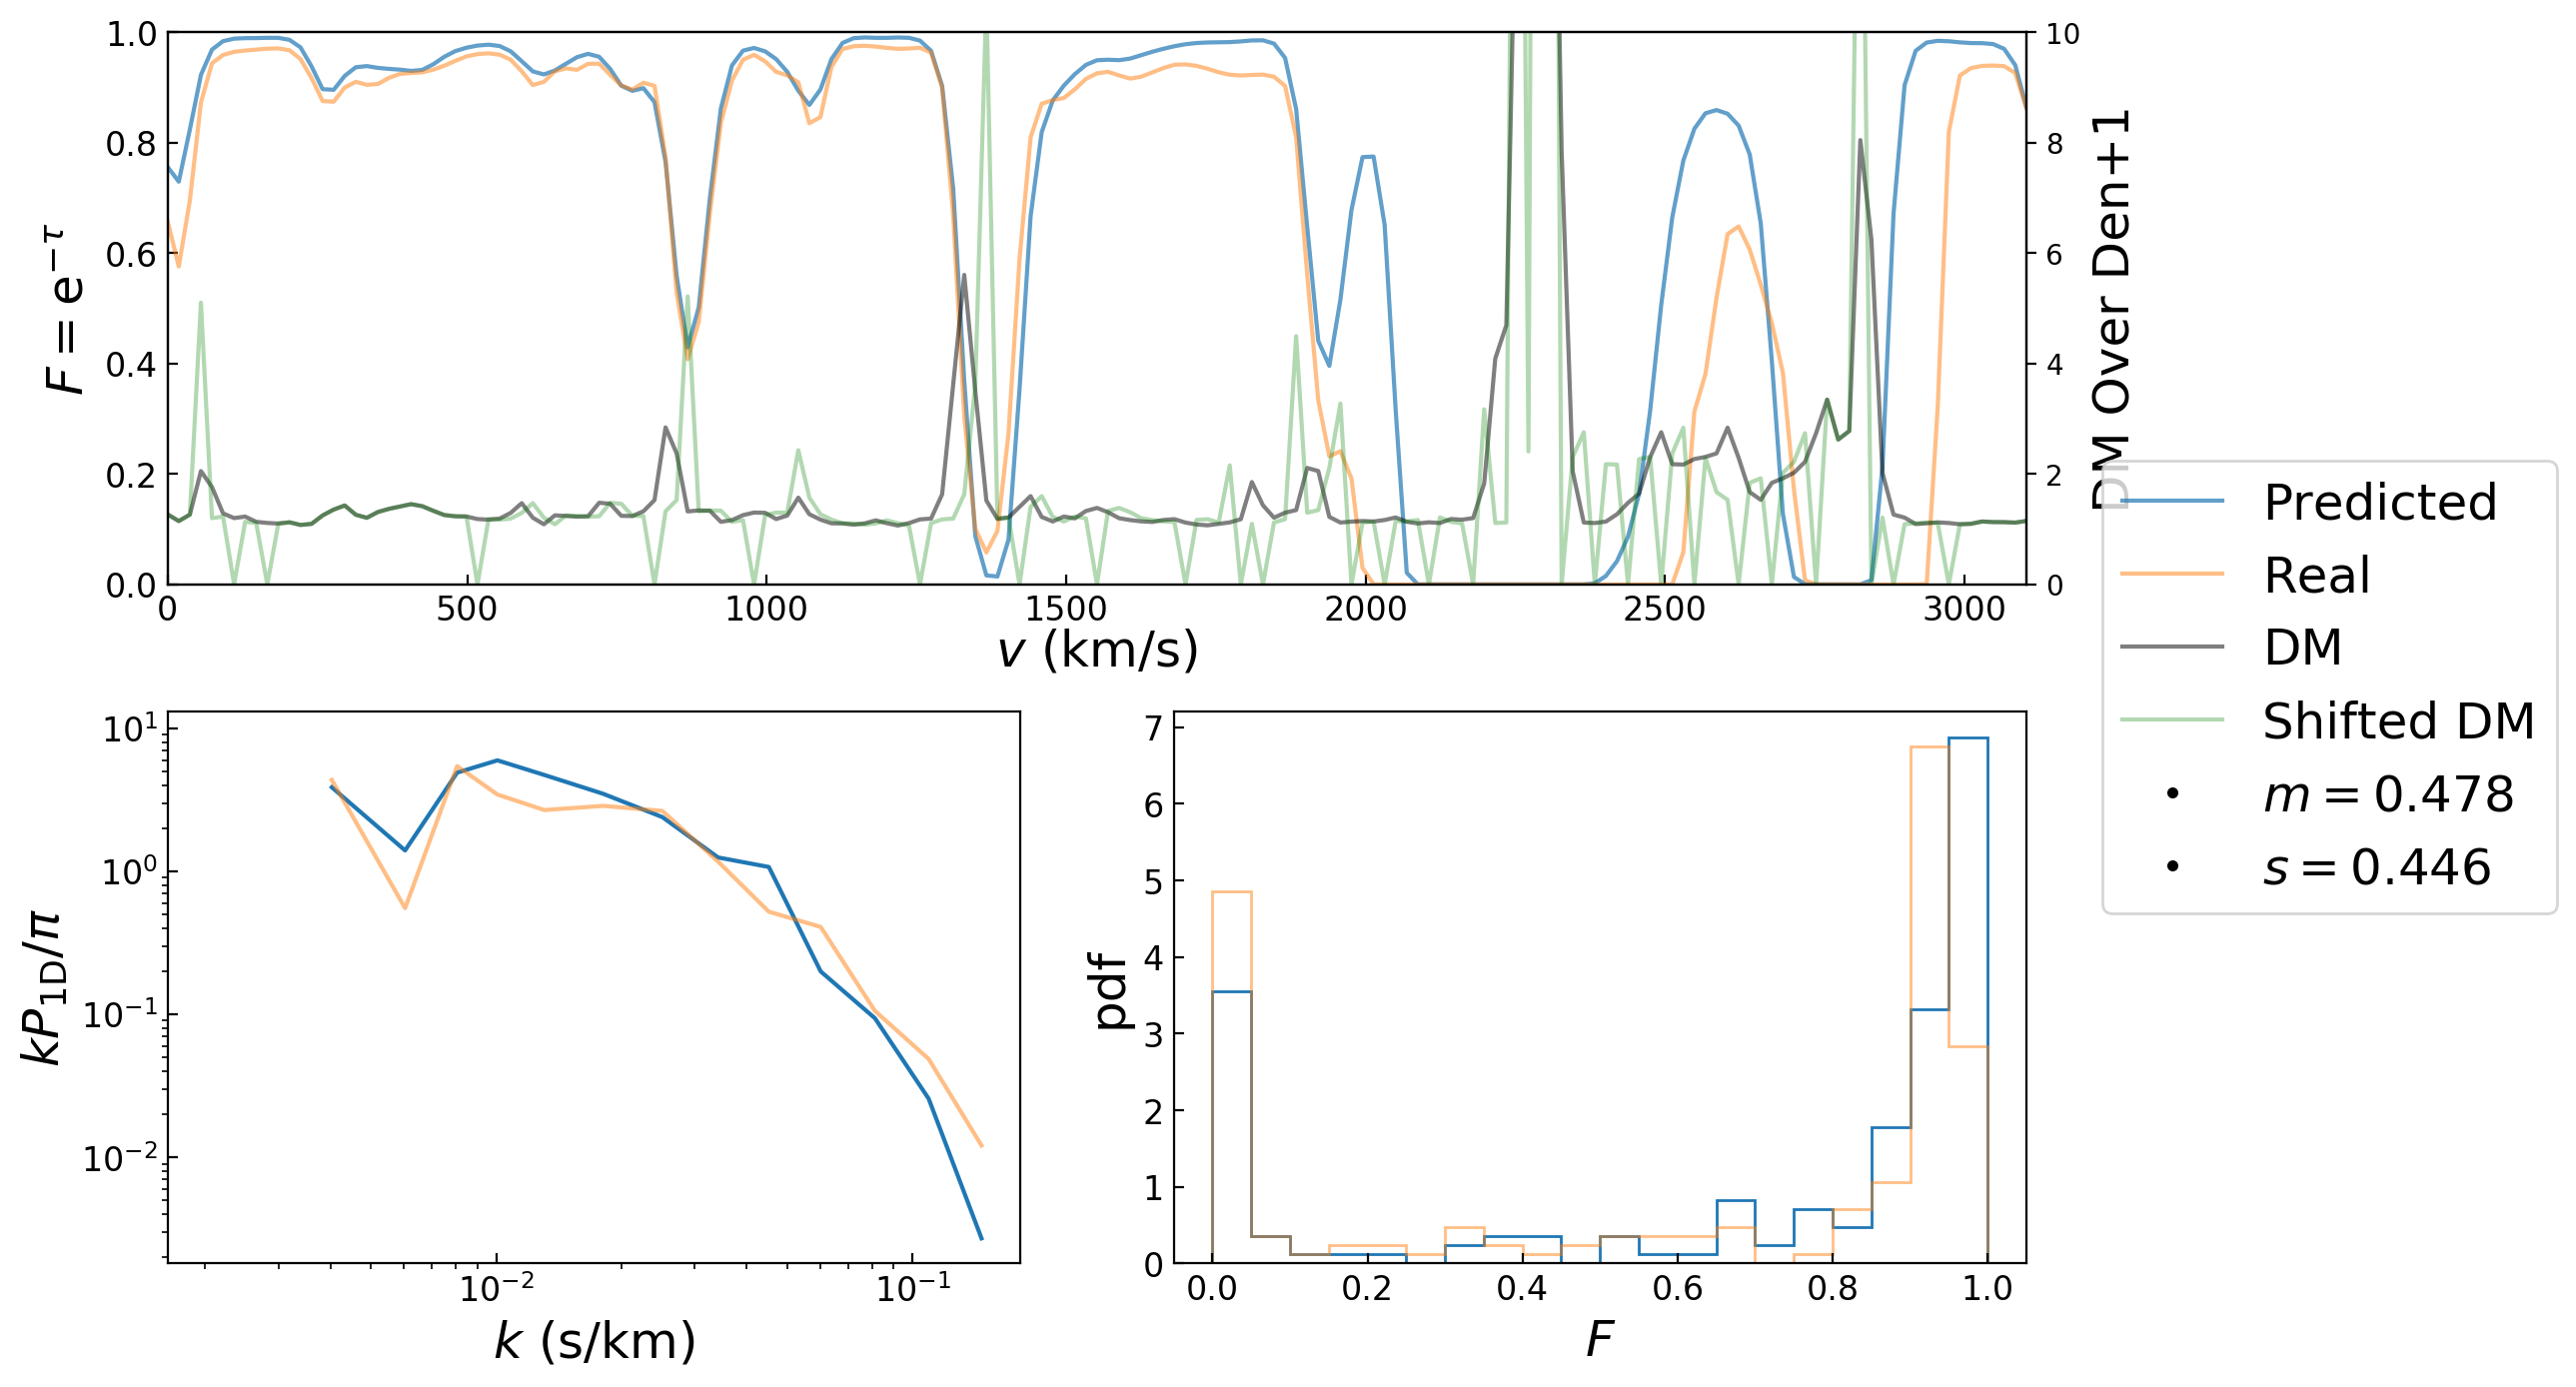 1.0
0.8
0.6
0.4
0.2
0.0
F = e^{−τ}
0 500 1000 1500 2000 2500 3000
v (km/s)
10
8
6
4
2
0
DM Over Den+1
Predicted
Real
DM
Shifted DM
m = 0.478
s = 0.446
10^1
10^0
10^{−1}
10^{−2}
kP_{1D}/π
10^{−2} 10^{−1}
k (s/km)
7
6
5
4
3
2
1
0
pdf
0.0 0.2 0.4 0.6 0.8 1.0
F